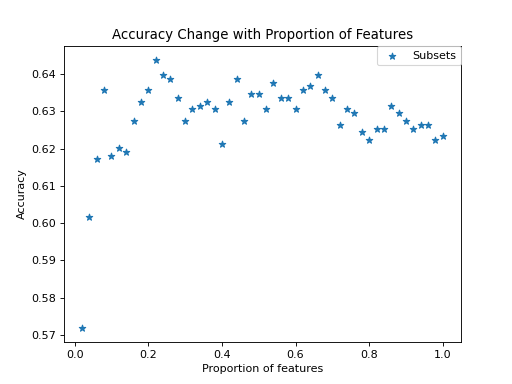 Accuracy Change with Proportion of Features
Subsets
Accuracy
0.64
0.63
0.62
0.61
0.60
0.59
0.58
0.57
0.0 0.2 0.4 0.6 0.8 1.0
Proportion of features